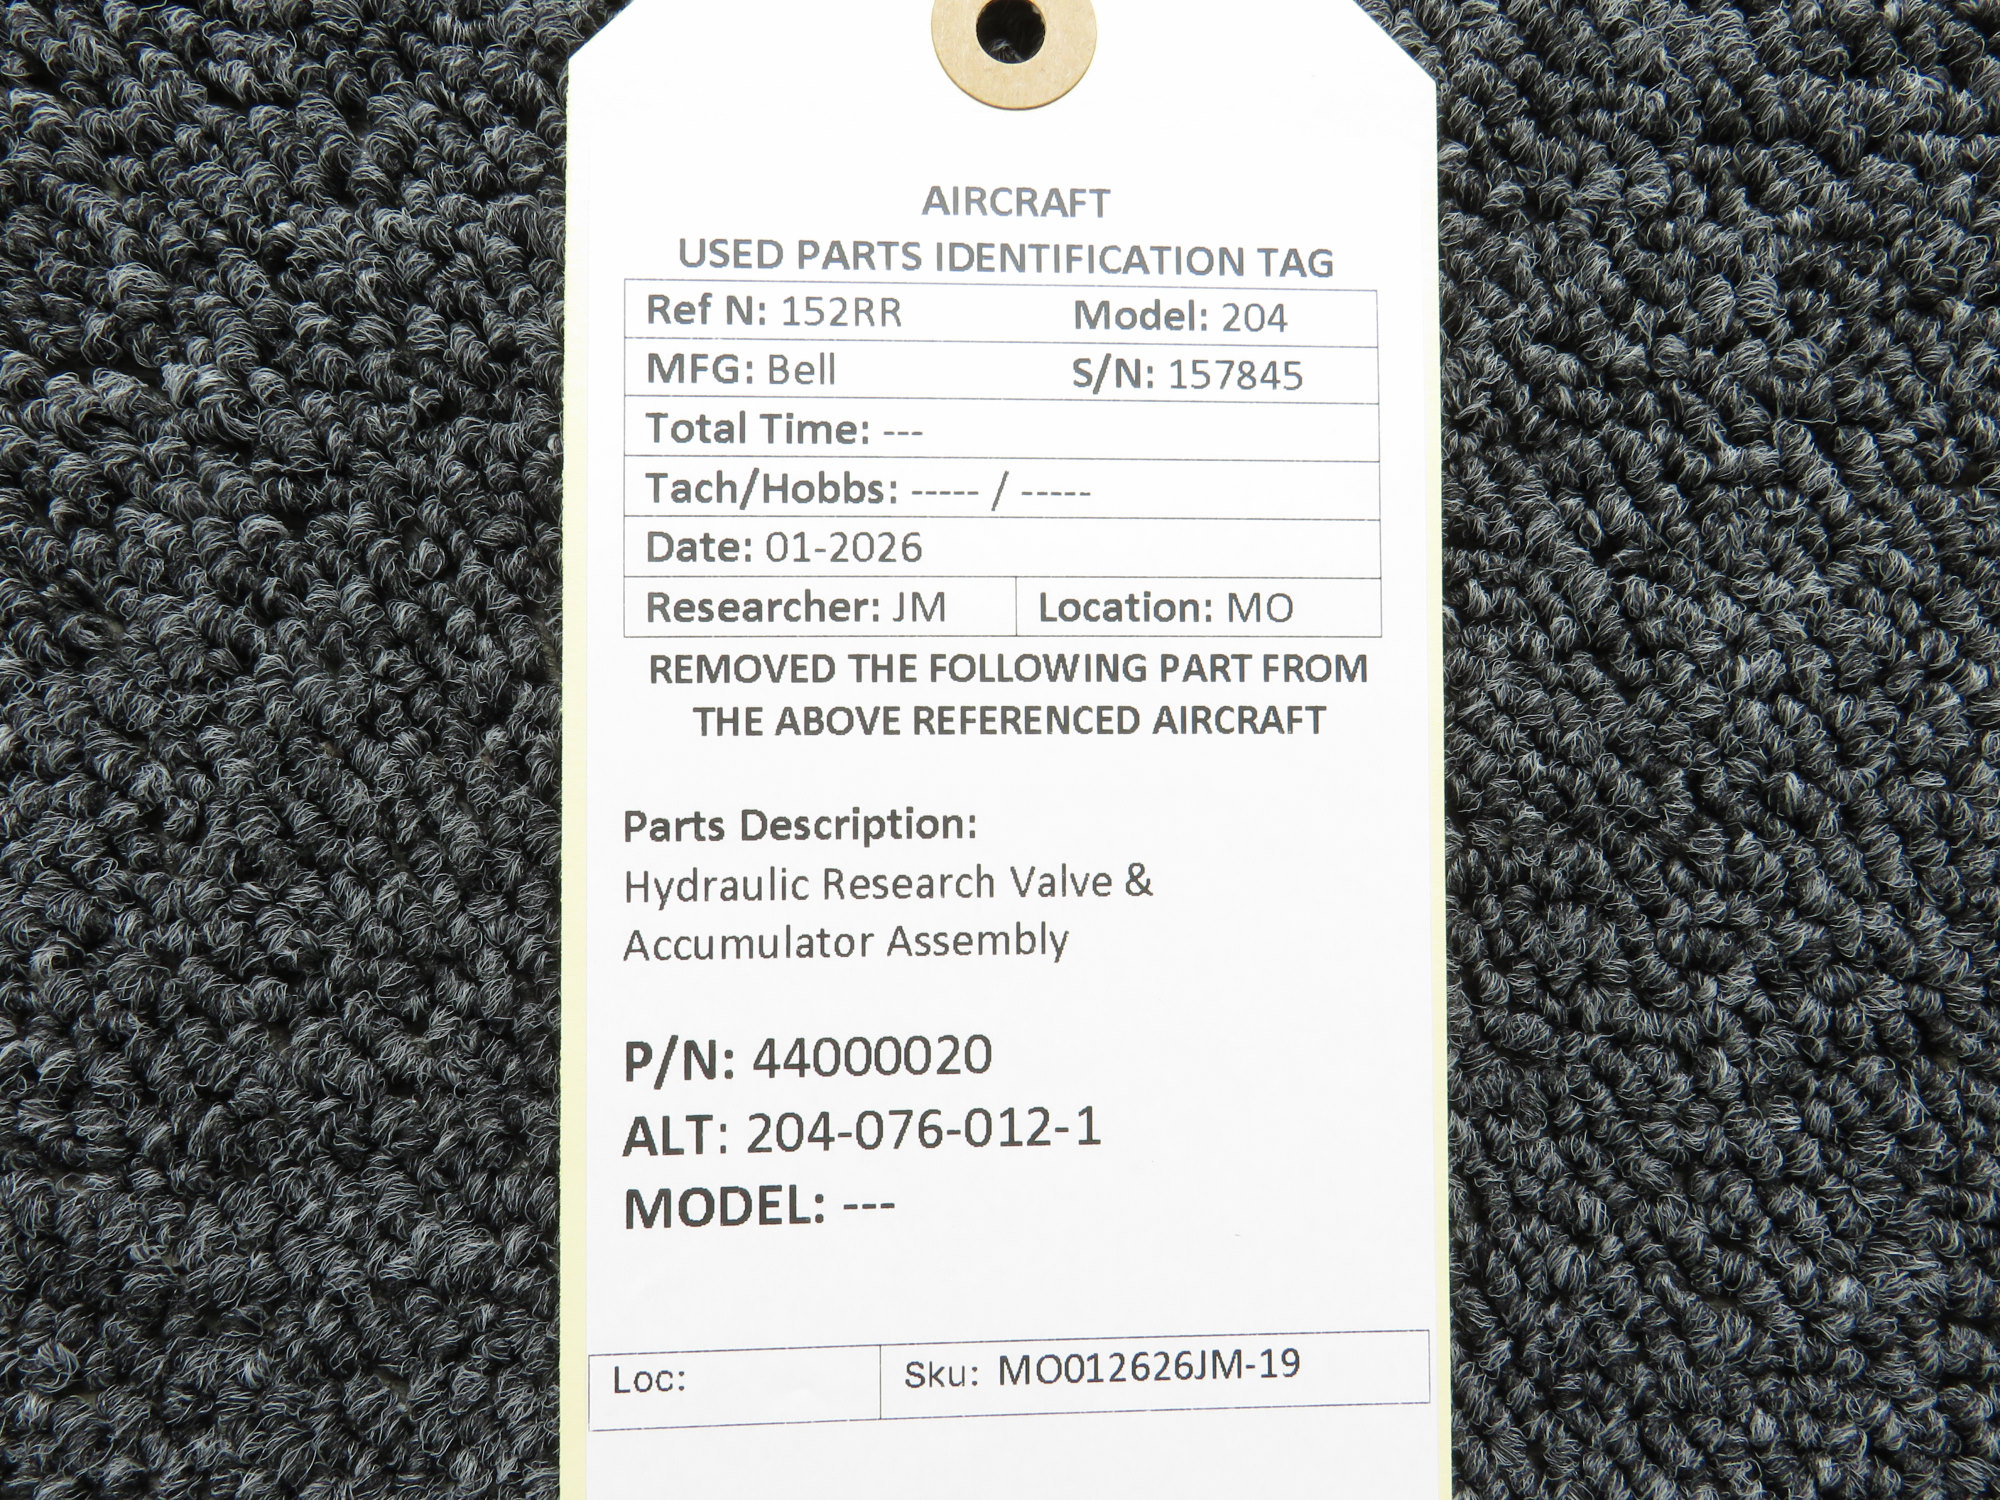 AIRCRAFT
USED PARTS IDENTIFICATION TAG
Ref N: 152RR Model: 204
MFG: Bell S/N: 157845
Total Time: ---
Tach/Hobbs: ----- / -----
Date: 01-2026
Researcher: JM Location: MO
REMOVED THE FOLLOWING PART FROM
THE ABOVE REFERENCED AIRCRAFT
Parts Description:
Hydraulic Research Valve &
Accumulator Assembly
P/N: 44000020
ALT: 204-076-012-1
MODEL: ---
Loc: Sku: MO012626JM-19